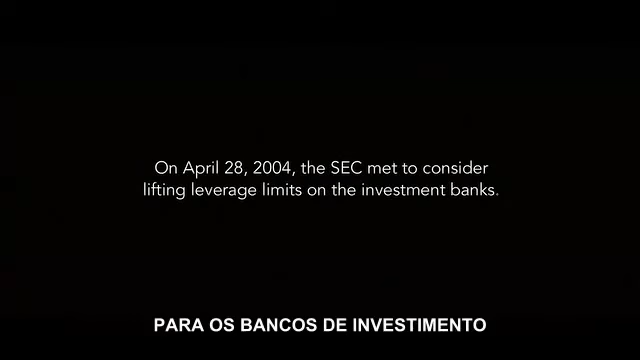 On April 28, 2004, the SEC met to consider
lifting leverage limits on the investment banks.
PARA OS BANCOS DE INVESTIMENTO